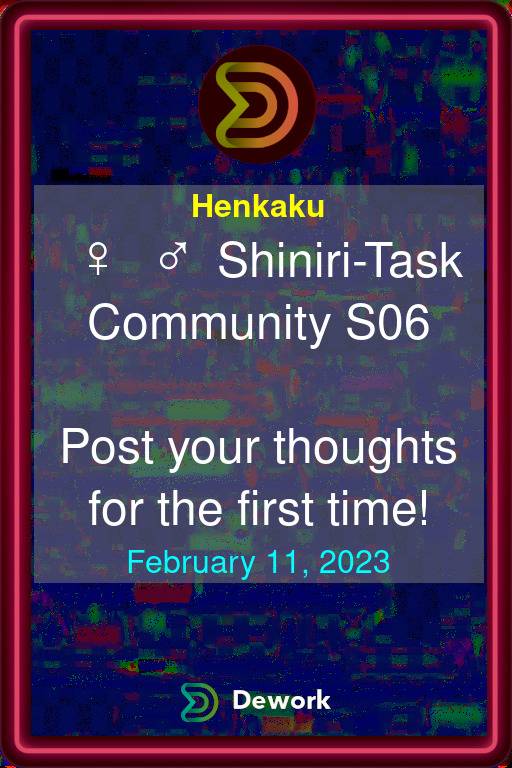 Henkaku
♀ ♂ Shiniri-Task
Community S06
Post your thoughts
for the first time!
February 11, 2023
Dework